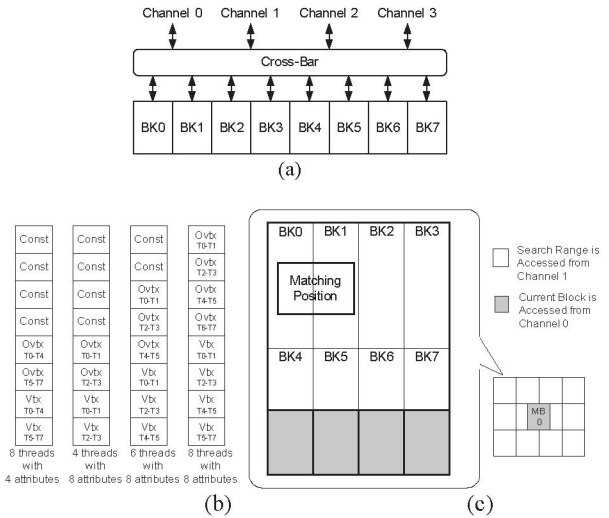 Channel 0 Channel 1 Channel 2 Channel 3
Cross-Bar
BK0 BK1 BK2 BK3 BK4 BK5 BK6 BK7
(a)
Const
Const
Const
Const
Ovtx
T0-T4
Ovtx
T5-T7
Vtx
T0-T4
Vtx
T5-T7
8 threads
with
4 attributes
Const
Const
Const
Const
Ovtx
T0-T1
Ovtx
T2-T3
Vtx
T0-T1
Vtx
T2-T3
4 threads
with
8 attributes
Const
Const
Ovtx
T0-T1
Ovtx
T2-T3
Ovtx
T4-T5
Vtx
T0-T1
Vtx
T2-T3
Vtx
T4-T5
6 threads
with
8 attributes
Ovtx
T0-T1
Ovtx
T2-T3
Ovtx
T4-T5
Ovtx
T6-T7
Vtx
T0-T1
Vtx
T2-T3
Vtx
T4-T5
Vtx
T5-T7
8 threads
with
8 attributes
(b)
BK0 BK1 BK2 BK3
Matching
Position
BK4 BK5 BK6 BK7
Search Range is
Accessed from
Channel 1
Current Block is
Accessed from
Channel 0
MB
0
(c)